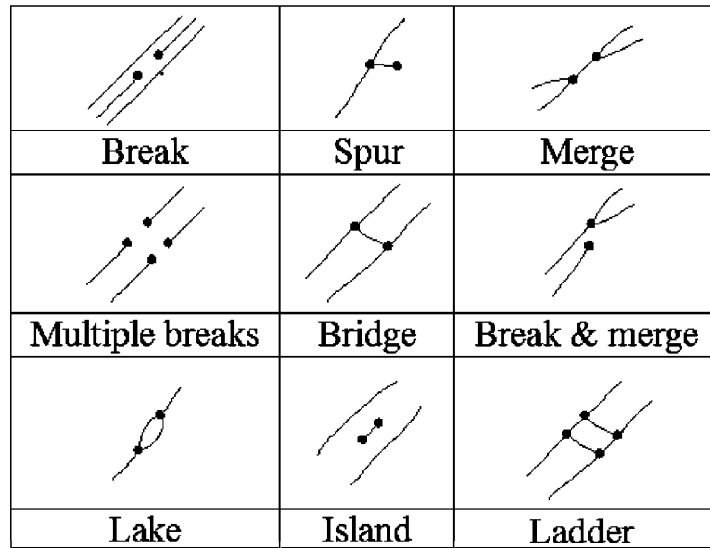 Break
Spur
Merge
Multiple breaks
Bridge
Break & merge
Lake
Island
Ladder